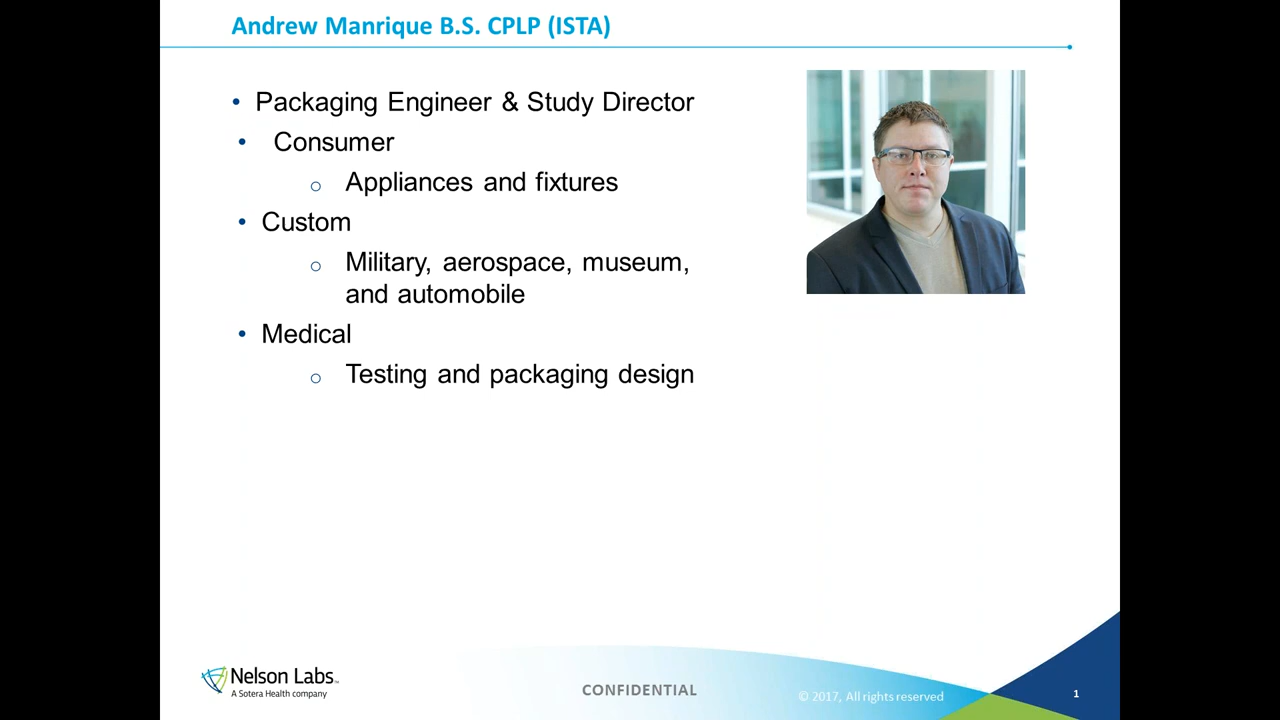 Andrew Manrique B.S. CPLP (ISTA)
• Packaging Engineer & Study Director
• Consumer
o Appliances and fixtures
• Custom
o Military, aerospace, museum,
and automobile
• Medical
o Testing and packaging design
Nelson Labs™
A Sotera Health company
CONFIDENTIAL
© 2017, All rights reserved
1